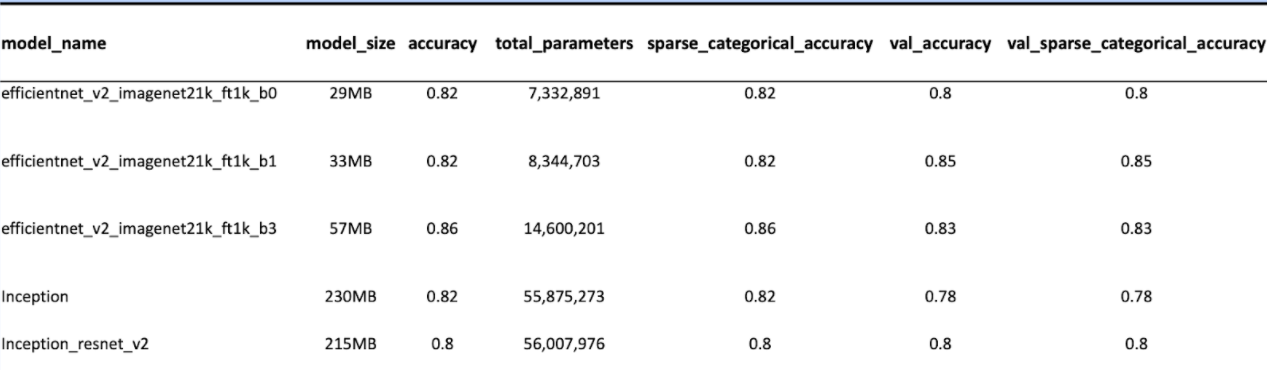 model_name model_size accuracy total_parameters sparse_categorical_accuracy val_accuracy val_sparse_categorical_accuracy
efficientnet_v2_imagenet21k_ft1k_b0 29MB 0.82 7,332,891 0.82 0.8 0.8
efficientnet_v2_imagenet21k_ft1k_b1 33MB 0.82 8,344,703 0.82 0.85 0.85
efficientnet_v2_imagenet21k_ft1k_b3 57MB 0.86 14,600,201 0.86 0.83 0.83
Inception 230MB 0.82 55,875,273 0.82 0.78 0.78
Inception_resnet_v2 215MB 0.8 56,007,976 0.8 0.8 0.8